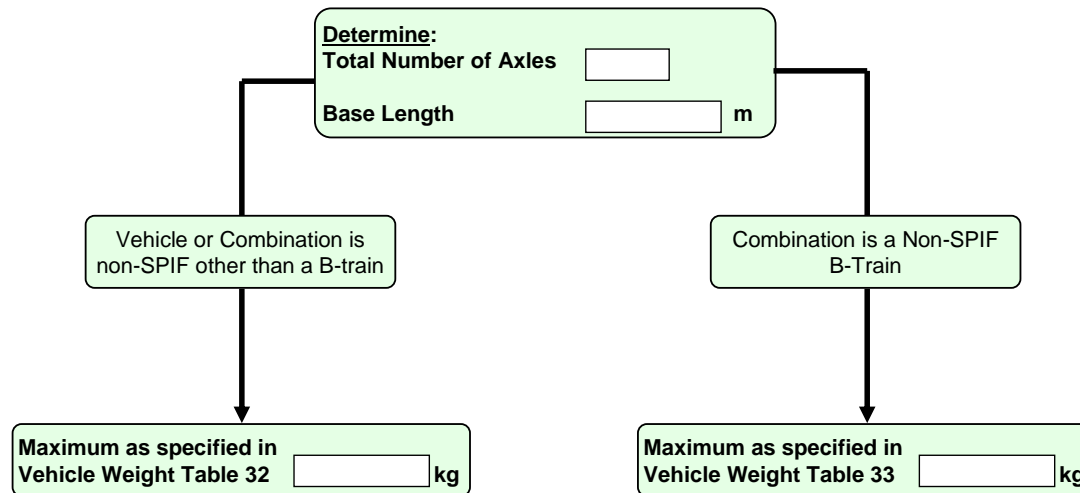 Determine:
Total Number of Axles
Base Length m
Vehicle or Combination is
non-SPIF other than a B-train
Combination is a Non-SPIF
B-Train
Maximum as specified in
Vehicle Weight Table 32 kg
Maximum as specified in
Vehicle Weight Table 33 kg